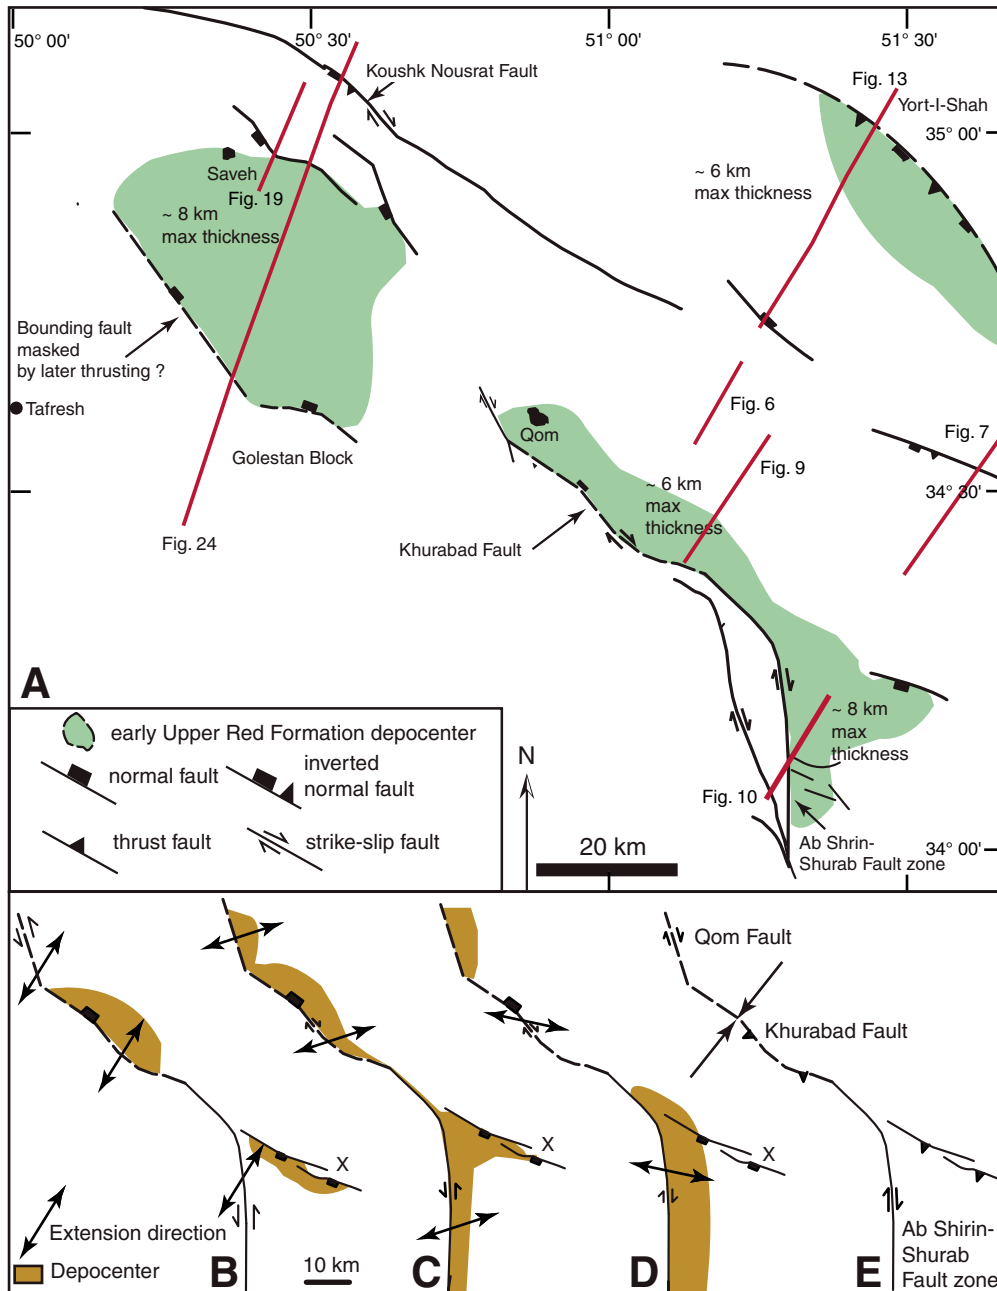 50° 00'
50° 30'
51° 00'
51° 30'
Koushk Nousrat Fault
Fig. 13
Yort-I-Shah
35° 00'
Saveh
Fig. 19
~ 8 km
max thickness
~ 6 km
max thickness
Bounding fault
masked
by later thrusting ?
Tafresh
Golestan Block
Fig. 24
Qom
Fig. 6
Fig. 7
Fig. 9
34° 30'
~ 6 km
max
thickness
Khurabad Fault
A
~ 8 km
max
thickness
Fig. 10
Ab Shirin-
Shurab Fault zone
34° 00'
early Upper Red Formation depocenter
normal fault
inverted
normal fault
thrust fault
strike-slip fault
N
20 km
Qom Fault
Khurabad Fault
X
X
Extension direction
Depocenter
B
10 km
C
D
E
Ab Shirin-
Shurab
Fault zone